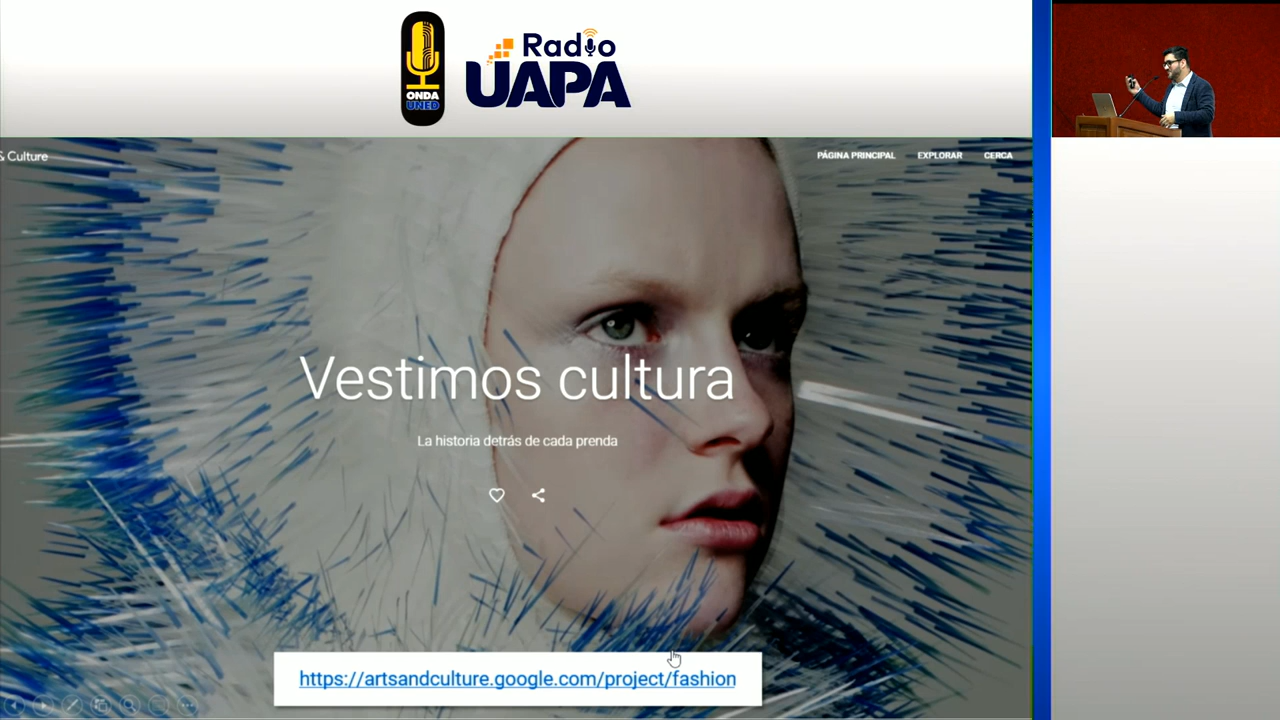 ONDA
UNED
Radio
UAPA
& Culture
PÁGINA PRINCIPAL
EXPLORAR
CERCA
Vestimos cultura
La historia detrás de cada prenda
https://artsandculture.google.com/project/fashion